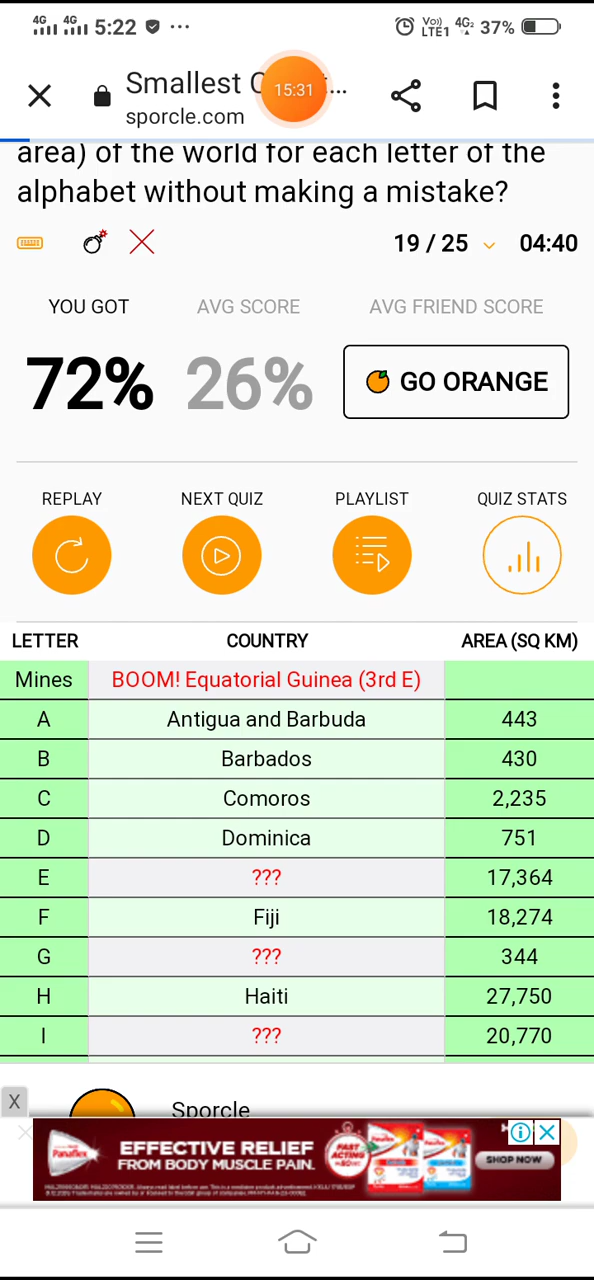 4G 4G 5:22 ... Vo)) LTE1 4G2 37%
Smallest C
15:31
...
sporcle.com
area) of the world for each letter of the
alphabet without making a mistake?
19 / 25 04:40
YOU GOT AVG SCORE AVG FRIEND SCORE
72% 26% GO ORANGE
REPLAY NEXT QUIZ PLAYLIST QUIZ STATS
LETTER COUNTRY AREA (SQ KM)
Mines BOOM! Equatorial Guinea (3rd E)
A Antigua and Barbuda 443
B Barbados 430
C Comoros 2,235
D Dominica 751
E ??? 17,364
F Fiji 18,274
G ??? 344
H Haiti 27,750
I ??? 20,770
X
Sporcle
Panaflex
EFFECTIVE RELIEF
FROM BODY MUSCLE PAIN.
FAST
ACTING
SHOP NOW